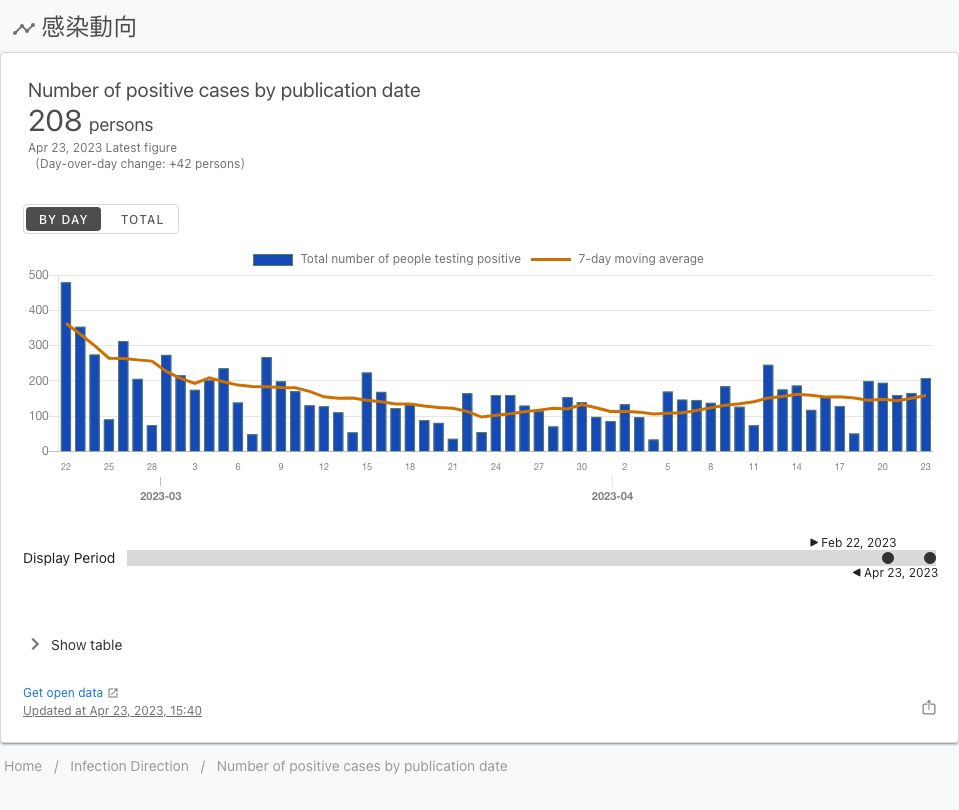 感染動向
Number of positive cases by publication date
208 persons
Apr 23, 2023 Latest figure
(Day-over-day change: +42 persons)
BY DAY TOTAL
Total number of people testing positive 7-day moving average
500
400
300
200
100
0
22 25 28 3 6 9 12 15 18 21 24 27 30 2 5 8 11 14 17 20 23
2023-03 2023-04
Feb 22, 2023
Display Period
Apr 23, 2023
Show table
Get open data
Updated at Apr 23, 2023, 15:40
Home / Infection Direction / Number of positive cases by publication date